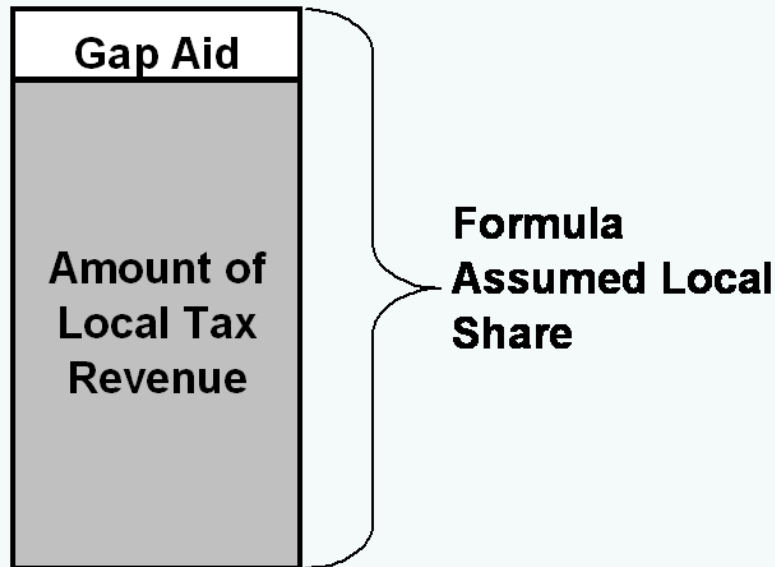 Gap Aid
Amount of
Local Tax
Revenue
Formula
Assumed Local
Share